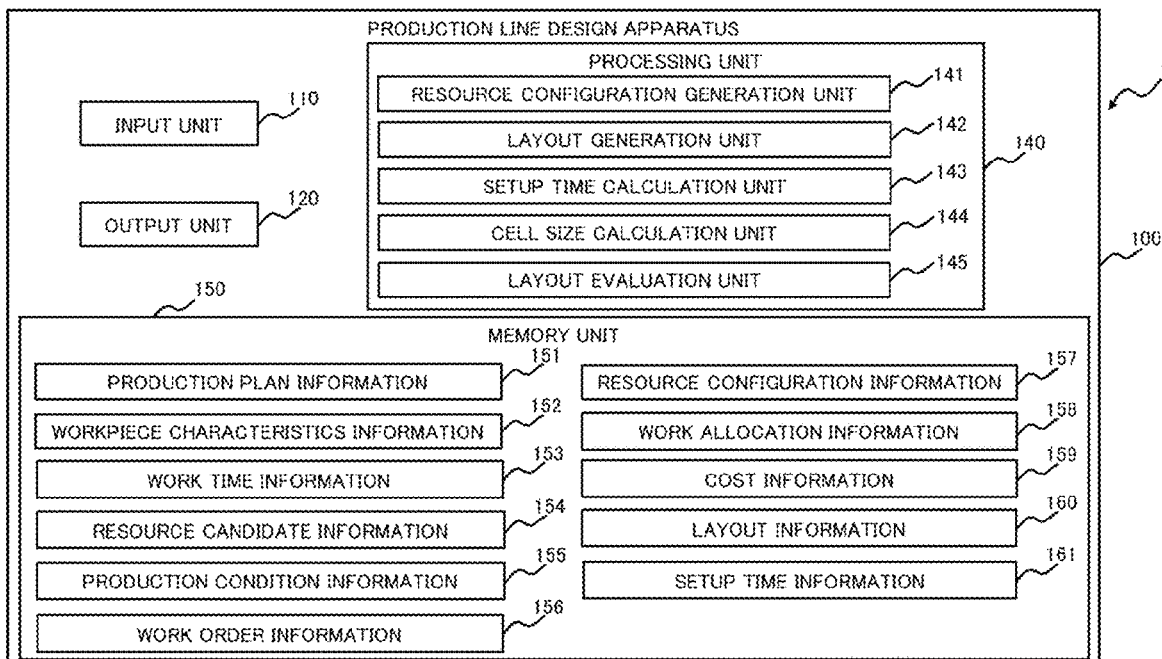 PRODUCTION LINE DESIGN APPARATUS
PROCESSING UNIT
RESOURCE CONFIGURATION GENERATION UNIT
141
LAYOUT GENERATION UNIT
142
SETUP TIME CALCULATION UNIT
143
CELL SIZE CALCULATION UNIT
144
LAYOUT EVALUATION UNIT
145
140
INPUT UNIT
110
OUTPUT UNIT
120
100
150
MEMORY UNIT
PRODUCTION PLAN INFORMATION
151
WORKPIECE CHARACTERISTICS INFORMATION
152
WORK TIME INFORMATION
153
RESOURCE CANDIDATE INFORMATION
154
PRODUCTION CONDITION INFORMATION
155
WORK ORDER INFORMATION
156
RESOURCE CONFIGURATION INFORMATION
157
WORK ALLOCATION INFORMATION
158
COST INFORMATION
159
LAYOUT INFORMATION
160
SETUP TIME INFORMATION
161